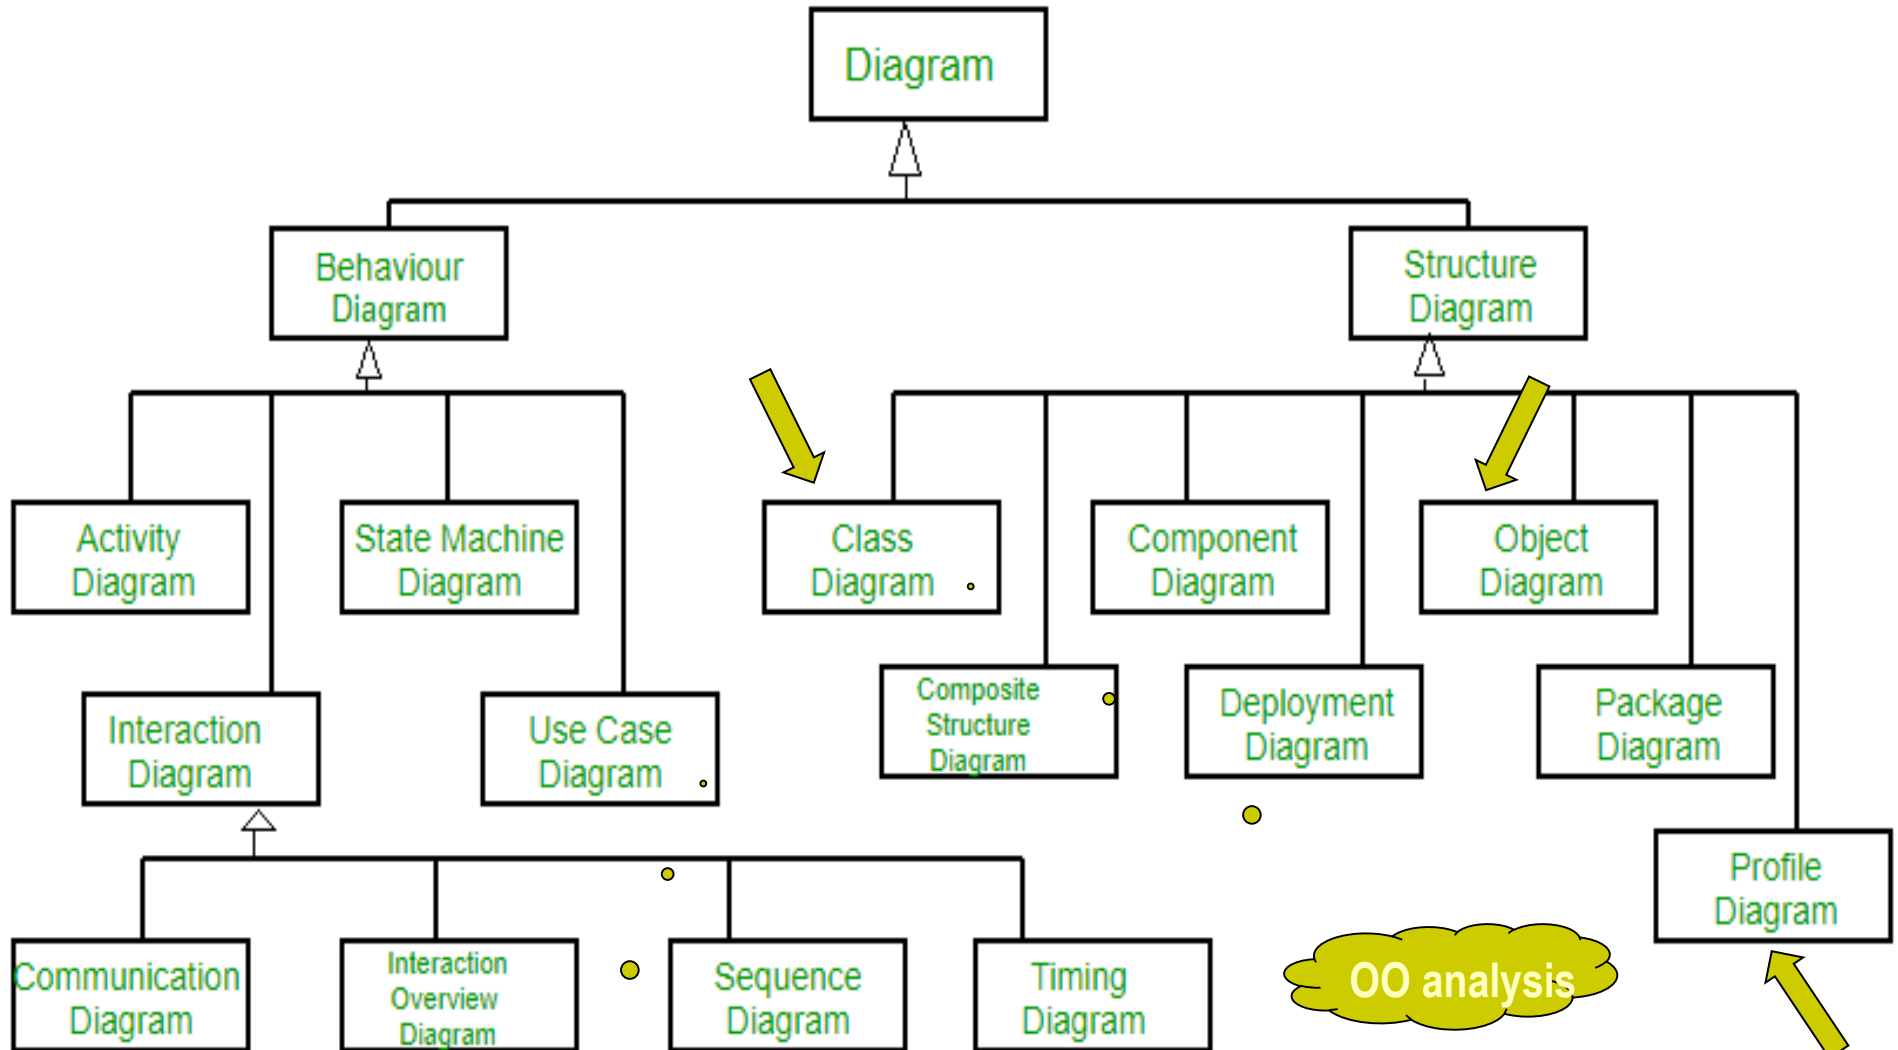 Diagram
Behaviour
Diagram
Structure
Diagram
Activity
Diagram
State Machine
Diagram
Class
Diagram
Component
Diagram
Object
Diagram
Interaction
Diagram
Use Case
Diagram
Composite
Structure
Diagram
Deployment
Diagram
Package
Diagram
Profile
Diagram
Communication
Diagram
Interaction
Overview
Diagram
Sequence
Diagram
Timing
Diagram
OO analysis